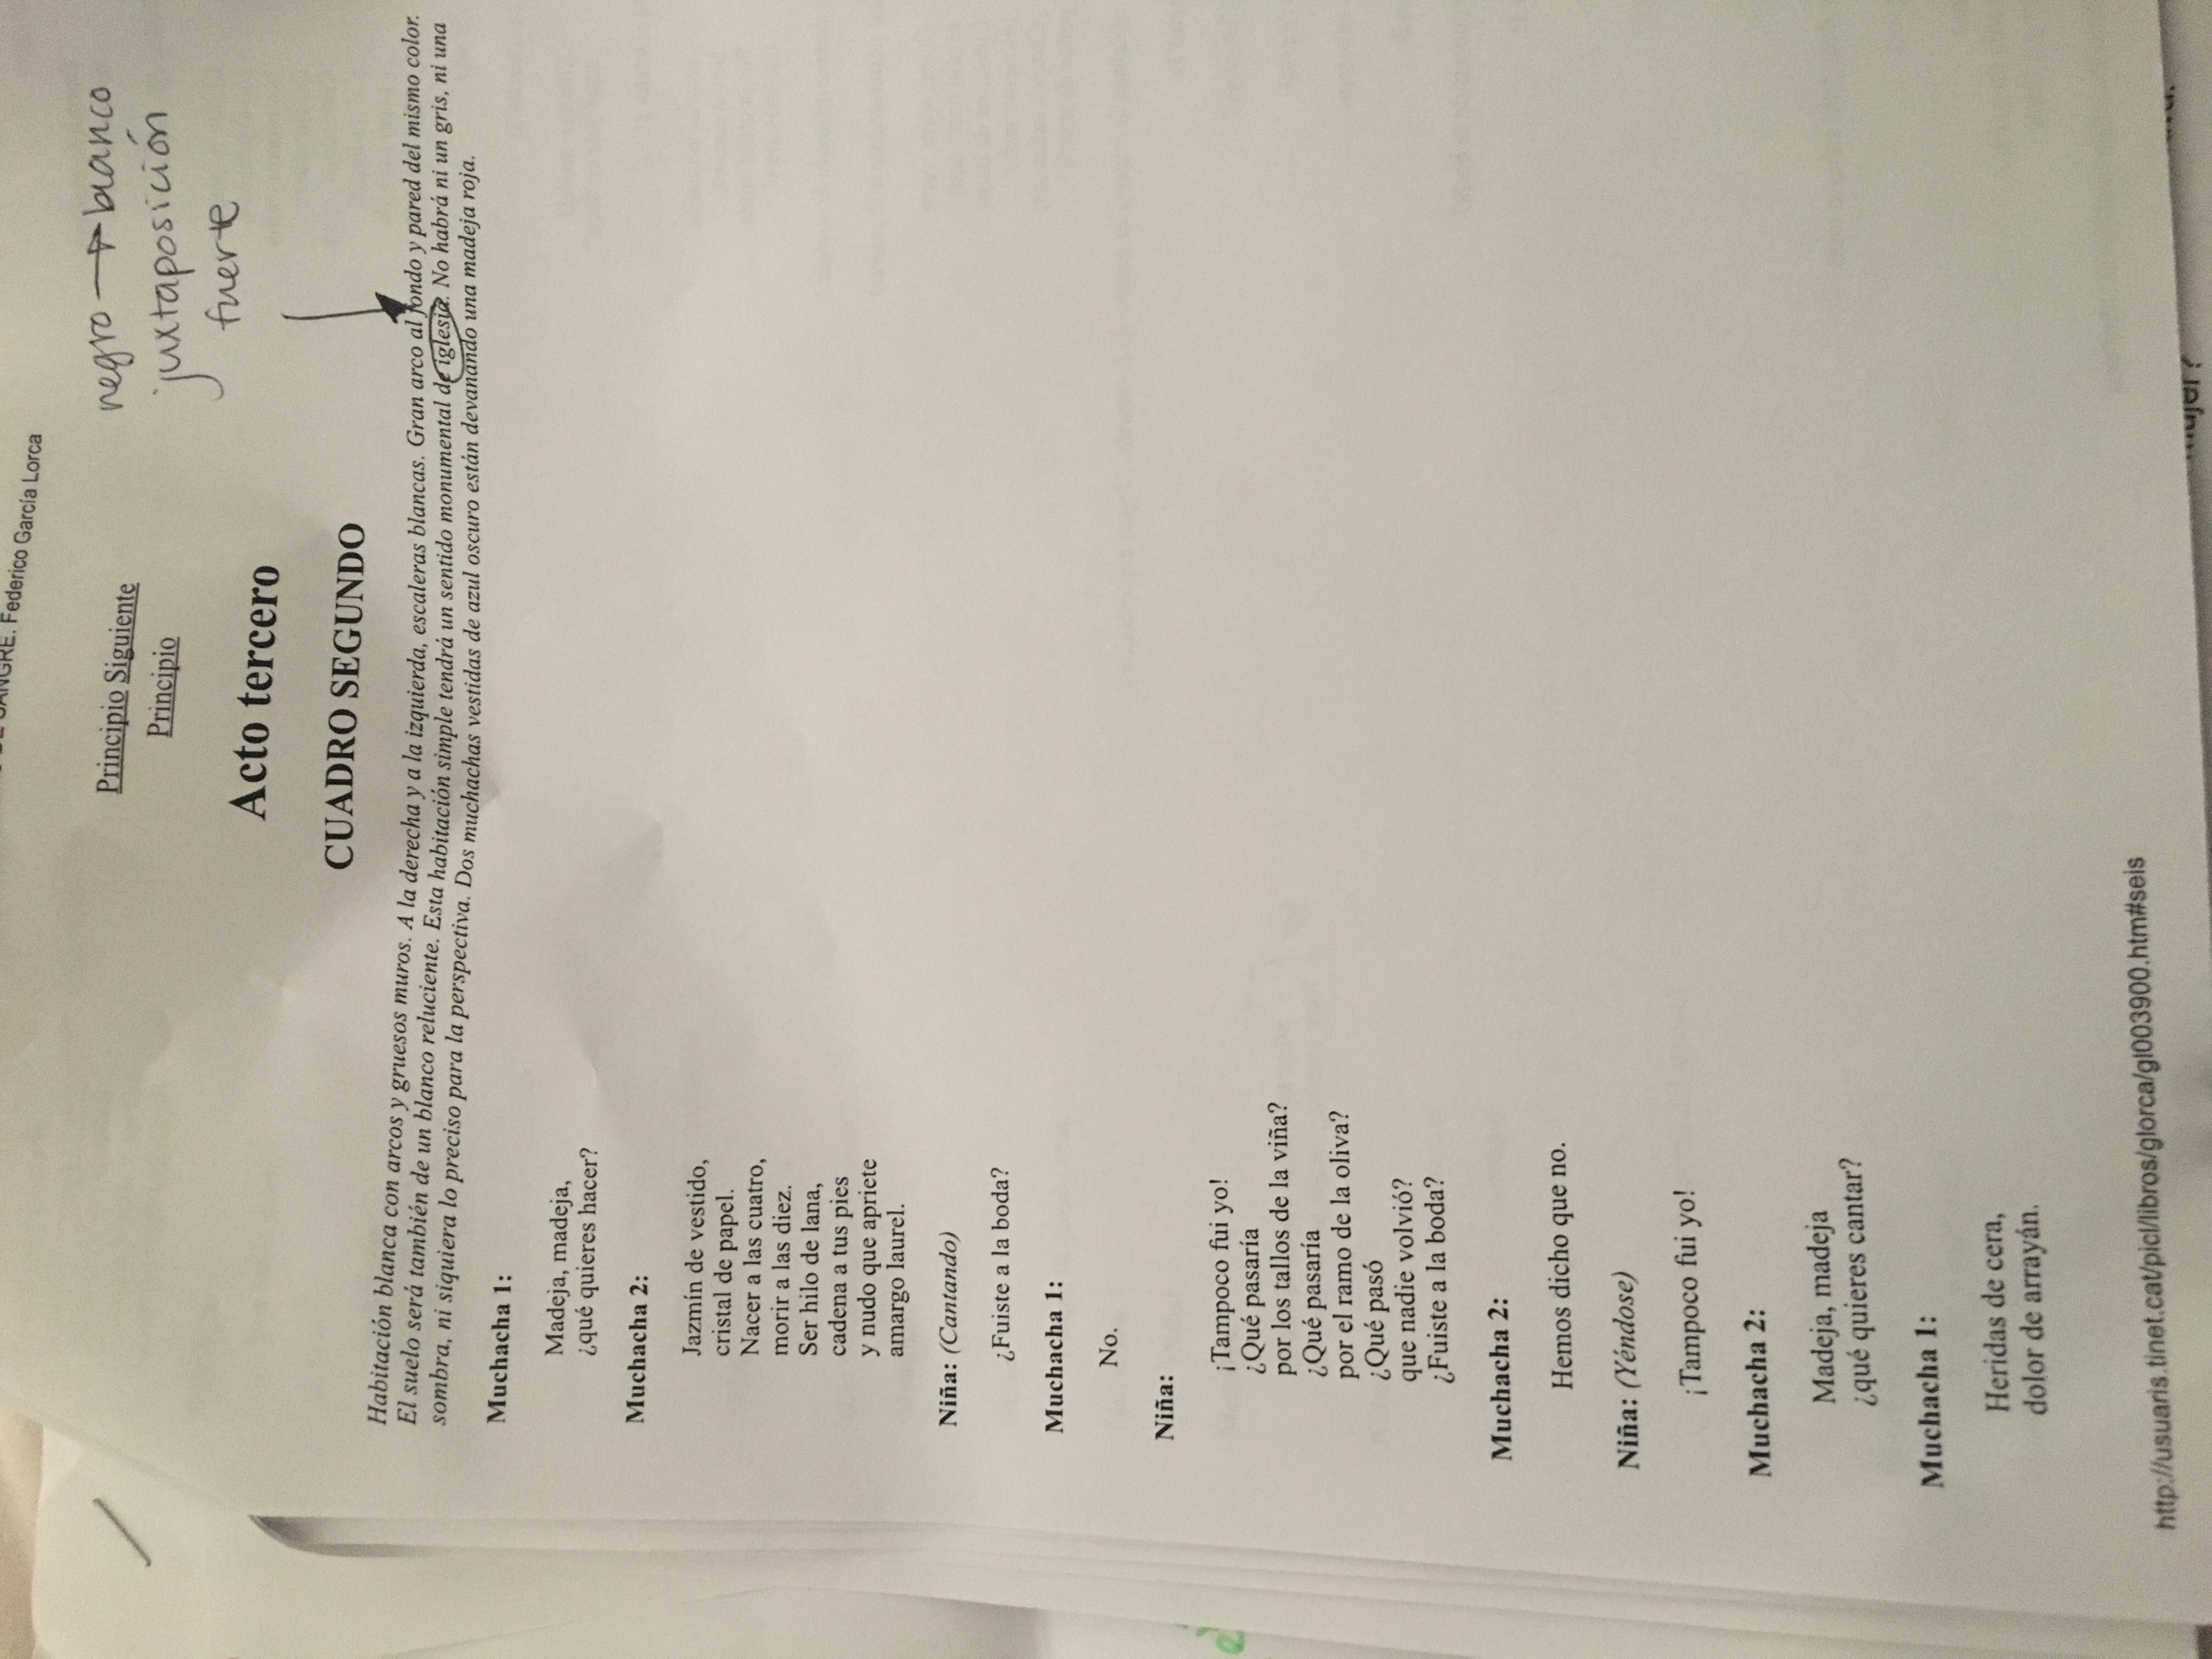 SANGRE. Federico García Lorca
Principio Siguiente
Principio
negro → blanco
juxtaposición
fuerte
Acto tercero
CUADRO SEGUNDO
Habitación blanca con arcos y gruesos muros. A la derecha y a la izquierda, escaleras blancas. Gran arco al fondo y pared del mismo color.
El suelo será también de un blanco reluciente. Esta habitación simple tendrá un sentido monumental de iglesia. No habrá ni un gris, ni una
sombra, ni siquiera lo preciso para la perspectiva. Dos muchachas vestidas de azul oscuro están devanando una madeja roja.
Muchacha 1:
Madeja, madeja,
¿qué quieres hacer?
Muchacha 2:
Jazmín de vestido,
cristal de papel.
Nacer a las cuatro,
morir a las diez.
Ser hilo de lana,
cadena a tus pies
y nudo que apriete
amargo laurel.
Niña: (Cantando)
¿Fuiste a la boda?
Muchacha 1:
No.
Niña:
¡Tampoco fui yo!
¿Qué pasaría
por los tallos de la viña?
¿Qué pasaría
por el ramo de la oliva?
¿Qué pasó
que nadie volvió?
¿Fuiste a la boda?
Muchacha 2:
Hemos dicho que no.
Niña: (Yéndose)
¡Tampoco fui yo!
Muchacha 2:
Madeja, madeja
¿qué quieres cantar?
Muchacha 1:
Heridas de cera,
dolor de arrayán.
http://usuaris.tinet.cat/picl/libros/glorca/gl003900.htm#seis
mujer?